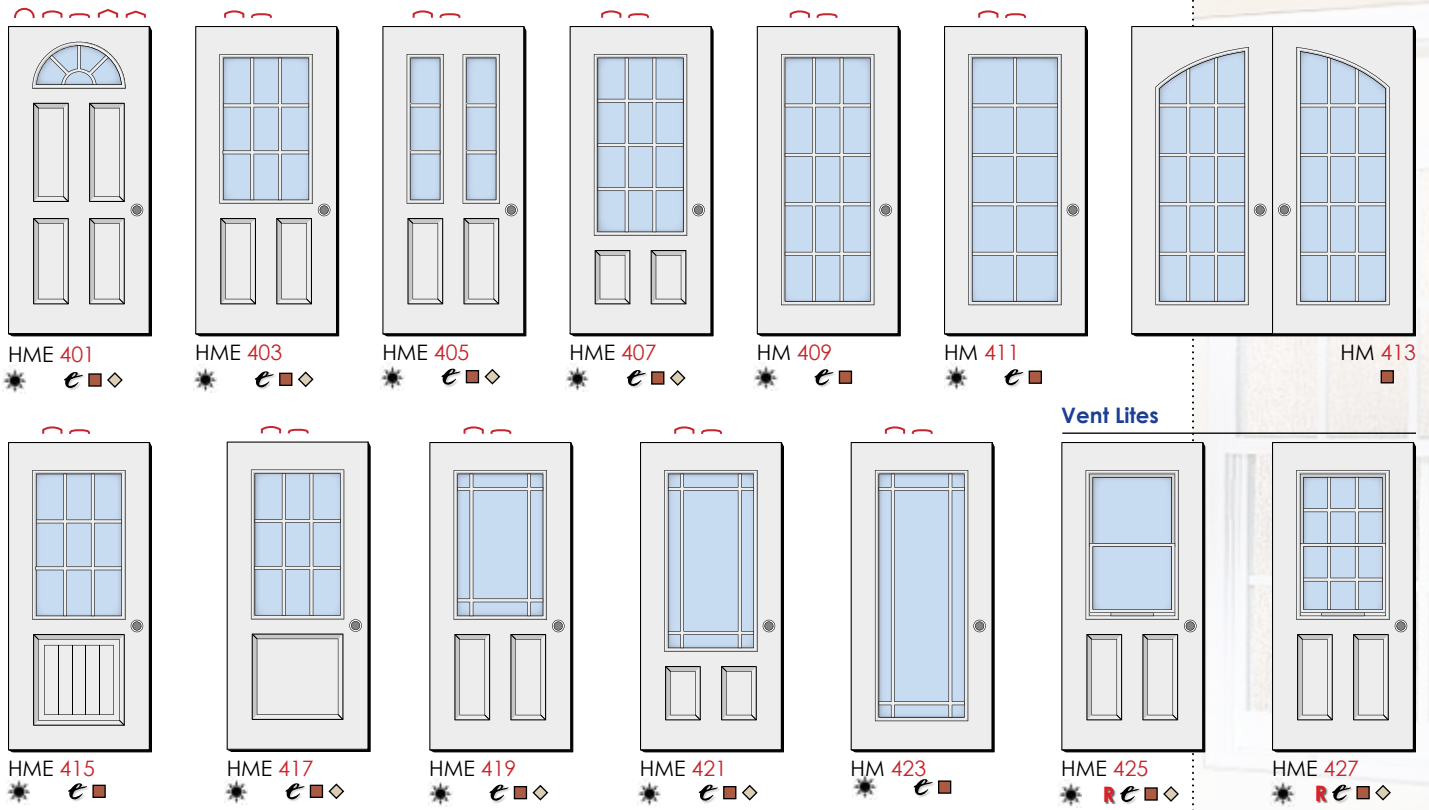 HME 401
HME 403
HME 405
HME 407
HM 409
HM 411
HM 413
e
e
e
e
e
e
Vent Lites
HME 415
HME 417
HME 419
HME 421
HM 423
HME 425
HME 427
e
e
e
e
e
R e
R e